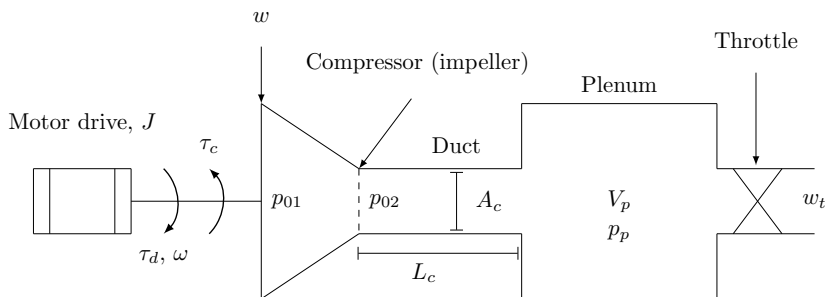 w
Throttle
Compressor (impeller)
Plenum
Motor drive, J
τ_c
Duct
p_01
p_02
A_c
V_p
w_t
p_p
τ_d, ω
L_c